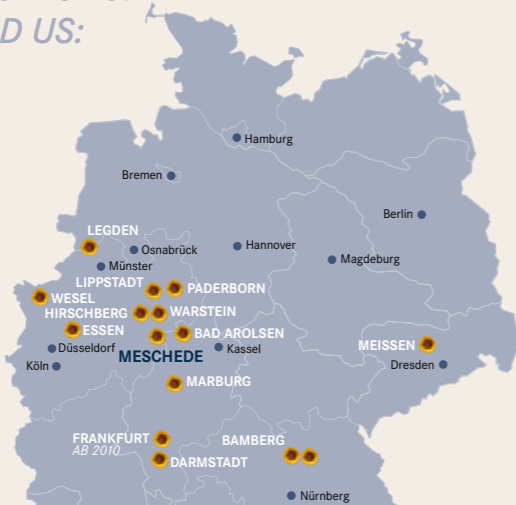 D US:
Hamburg
Bremen
Berlin
LEGDEN
Osnabrück
Hannover
Münster
Magdeburg
LIPPSTADT
PADERBORN
WESEL
HIRSCHBERG
WARSTEIN
ESSEN
BAD AROLSEN
Düsseldorf
MESCHEDE
Kassel
MEISSEN
Köln
Dresden
MARBURG
FRANKFURT
AB 2010
BAMBERG
DARMSTADT
Nürnberg